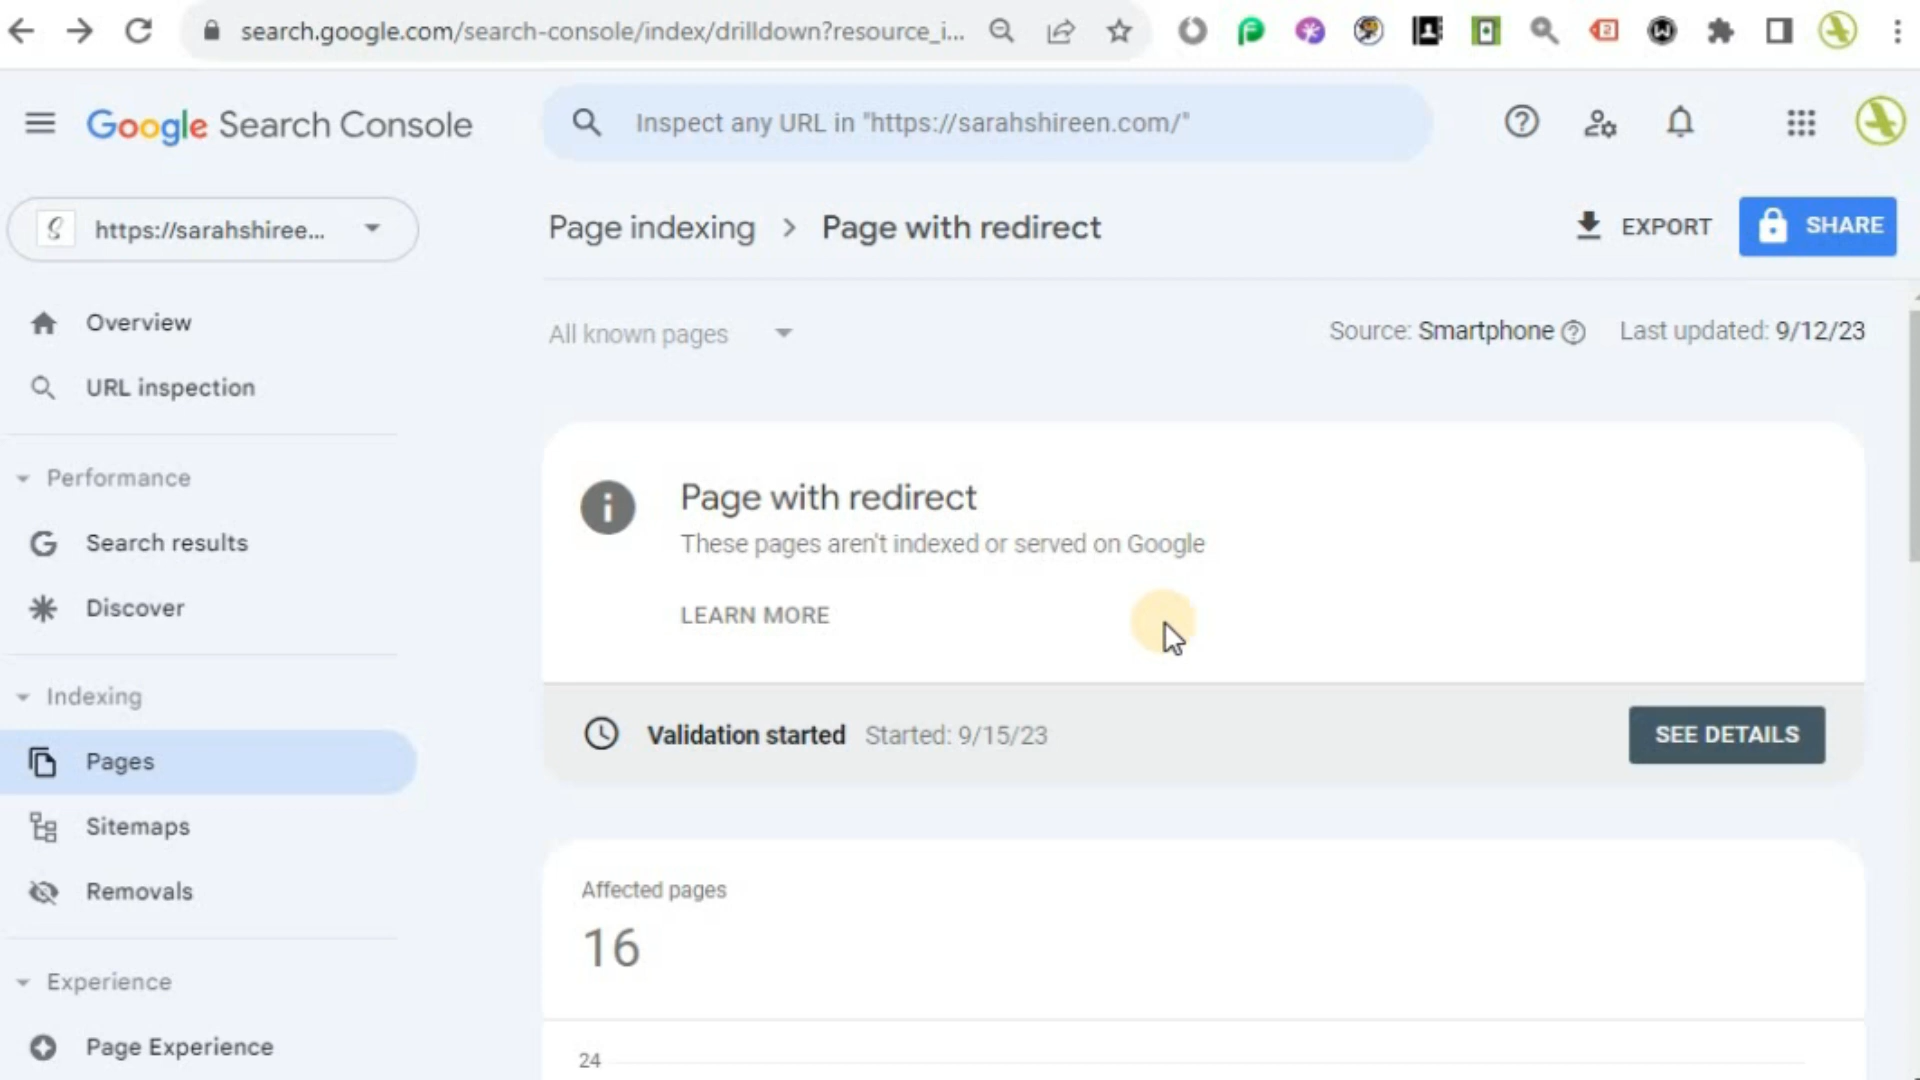 search.google.com/search-console/index/drilldown?resource_i...
2
Google Search Console
Inspect any URL in "https://sarahshireen.com/"
https://sarahshiree...
Page indexing > Page with redirect
EXPORT
SHARE
All known pages
Source: Smartphone
Last updated: 9/12/23
Overview
URL inspection
Performance
Search results
Discover
Indexing
Pages
Sitemaps
Removals
Experience
Page Experience
Page with redirect
These pages aren't indexed or served on Google
LEARN MORE
Validation started Started: 9/15/23
SEE DETAILS
Affected pages
16
24